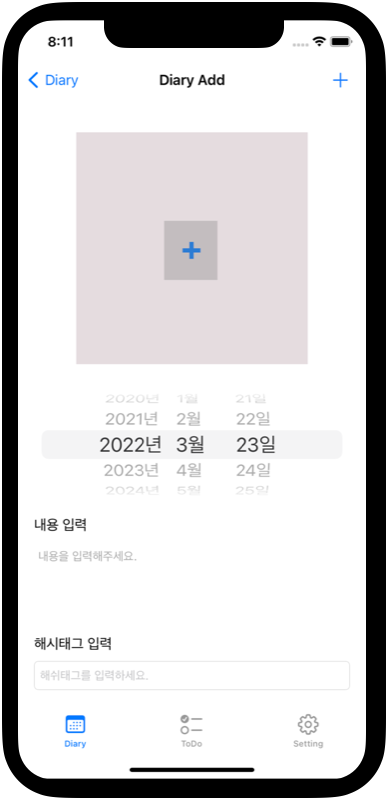 8:11
Diary
Diary Add
2020년 1월 21일
2021년 2월 22일
2022년 3월 23일
2023년 4월 24일
2024년 5월 25일
내용 입력
내용을 입력해주세요.
해시태그 입력
해쉬태그를 입력하세요.
Diary ToDo Setting